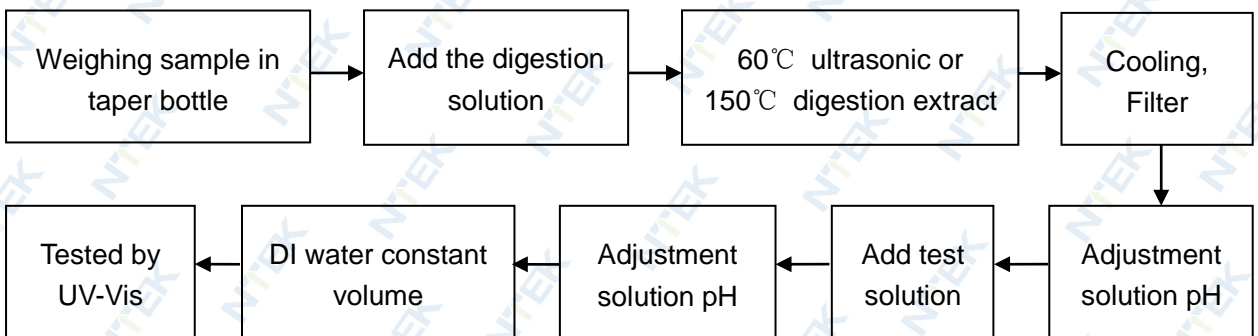 Weighing sample in
taper bottle
Add the digestion
solution
60℃ ultrasonic or
150℃ digestion extract
Cooling,
Filter
Adjustment
solution pH
Add test
solution
Adjustment
solution pH
DI water constant
volume
Tested by
UV-Vis
NTEK